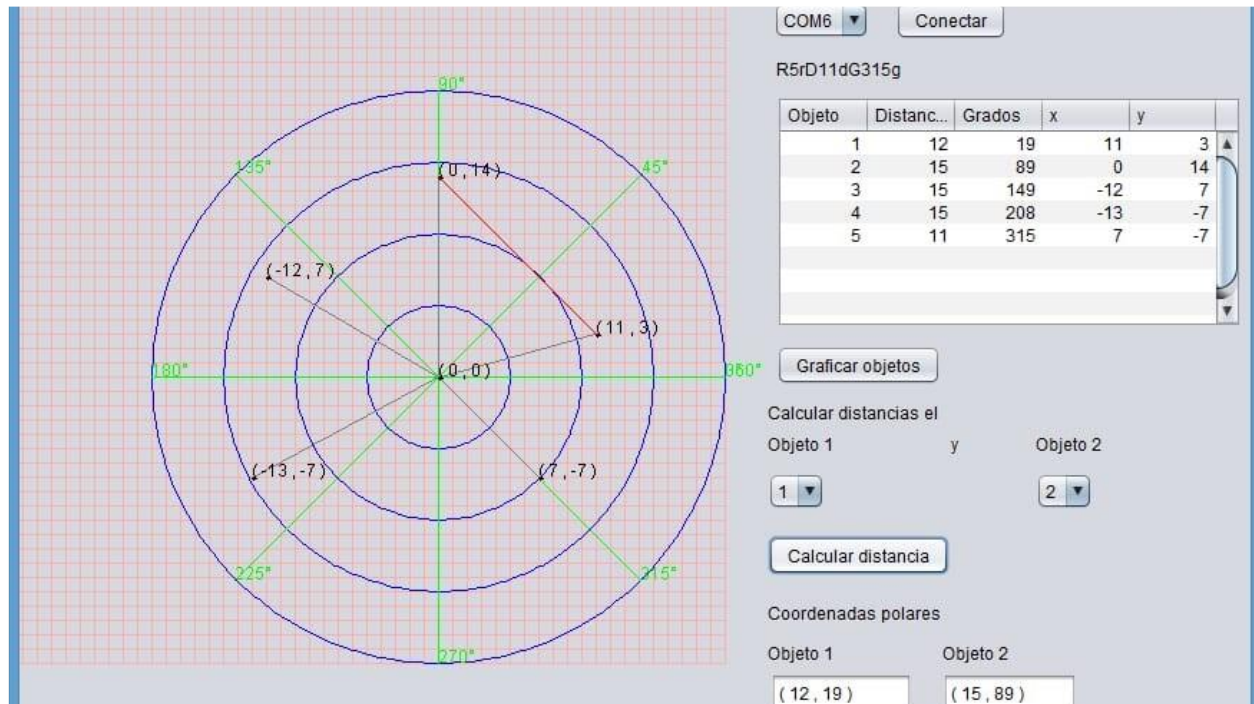 90°
135°
45°
(0,14)
(-12,7)
(11,3)
180°
(0,0)
360°
(-13,-7)
(7,-7)
225°
315°
270°
COM6 Conectar
R5rD11dG315g
Objeto Distanc... Grados x y
1 12 19 11 3
2 15 89 0 14
3 15 149 -12 7
4 15 208 -13 -7
5 11 315 7 -7
Graficar objetos
Calcular distancias el
Objeto 1 y Objeto 2
1 2
Calcular distancia
Coordenadas polares
Objeto 1 Objeto 2
( 12 , 19 ) ( 15 , 89 )